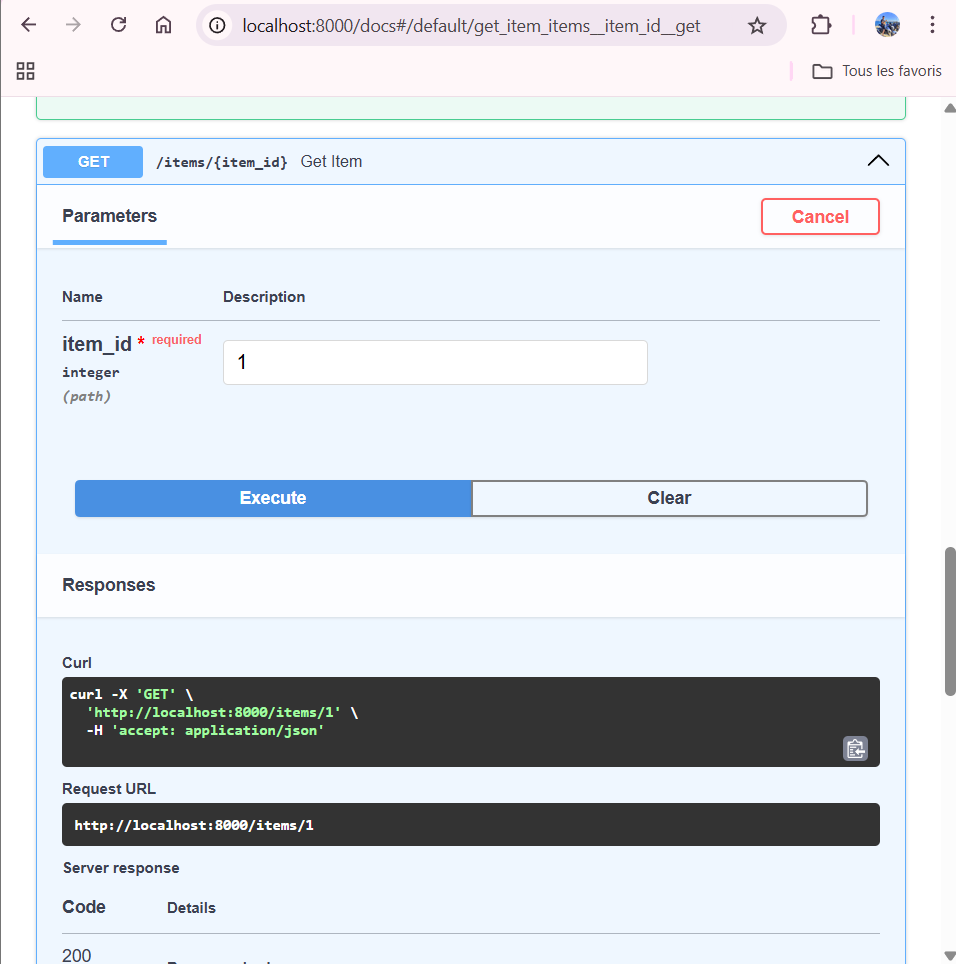 localhost:8000/docs#/default/get_item_items__item_id__get
Tous les favoris
GET /items/{item_id} Get Item
Parameters
Cancel
Name Description
item_id * required
integer
(path)
1
Execute Clear
Responses
Curl
curl -X 'GET' \
'http://localhost:8000/items/1' \
-H 'accept: application/json'
Request URL
http://localhost:8000/items/1
Server response
Code Details
200